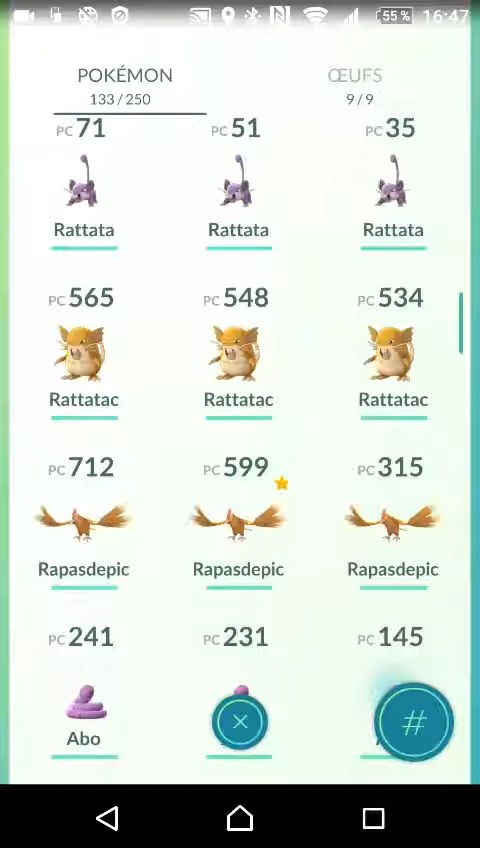 55 % 16:47
POKÉMON ŒUFS
133 / 250 9 / 9
PC 71 PC 51 PC 35
Rattata Rattata Rattata
PC 565 PC 548 PC 534
Rattatac Rattatac Rattatac
PC 712 PC 599 PC 315
Rapasdepic Rapasdepic Rapasdepic
PC 241 PC 231 PC 145
#
Abo